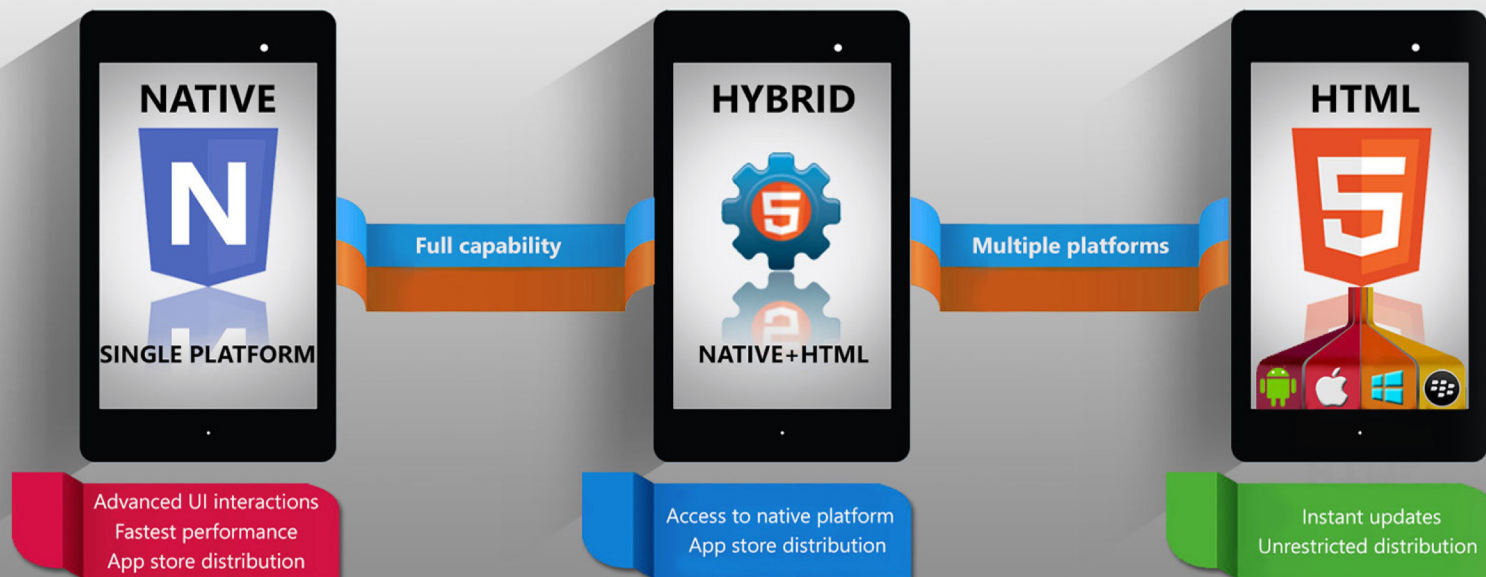 NATIVE
N
SINGLE PLATFORM
Full capability
HYBRID
5
NATIVE+HTML
Multiple platforms
HTML
5
Advanced UI interactions
Fastest performance
App store distribution
Access to native platform
App store distribution
Instant updates
Unrestricted distribution